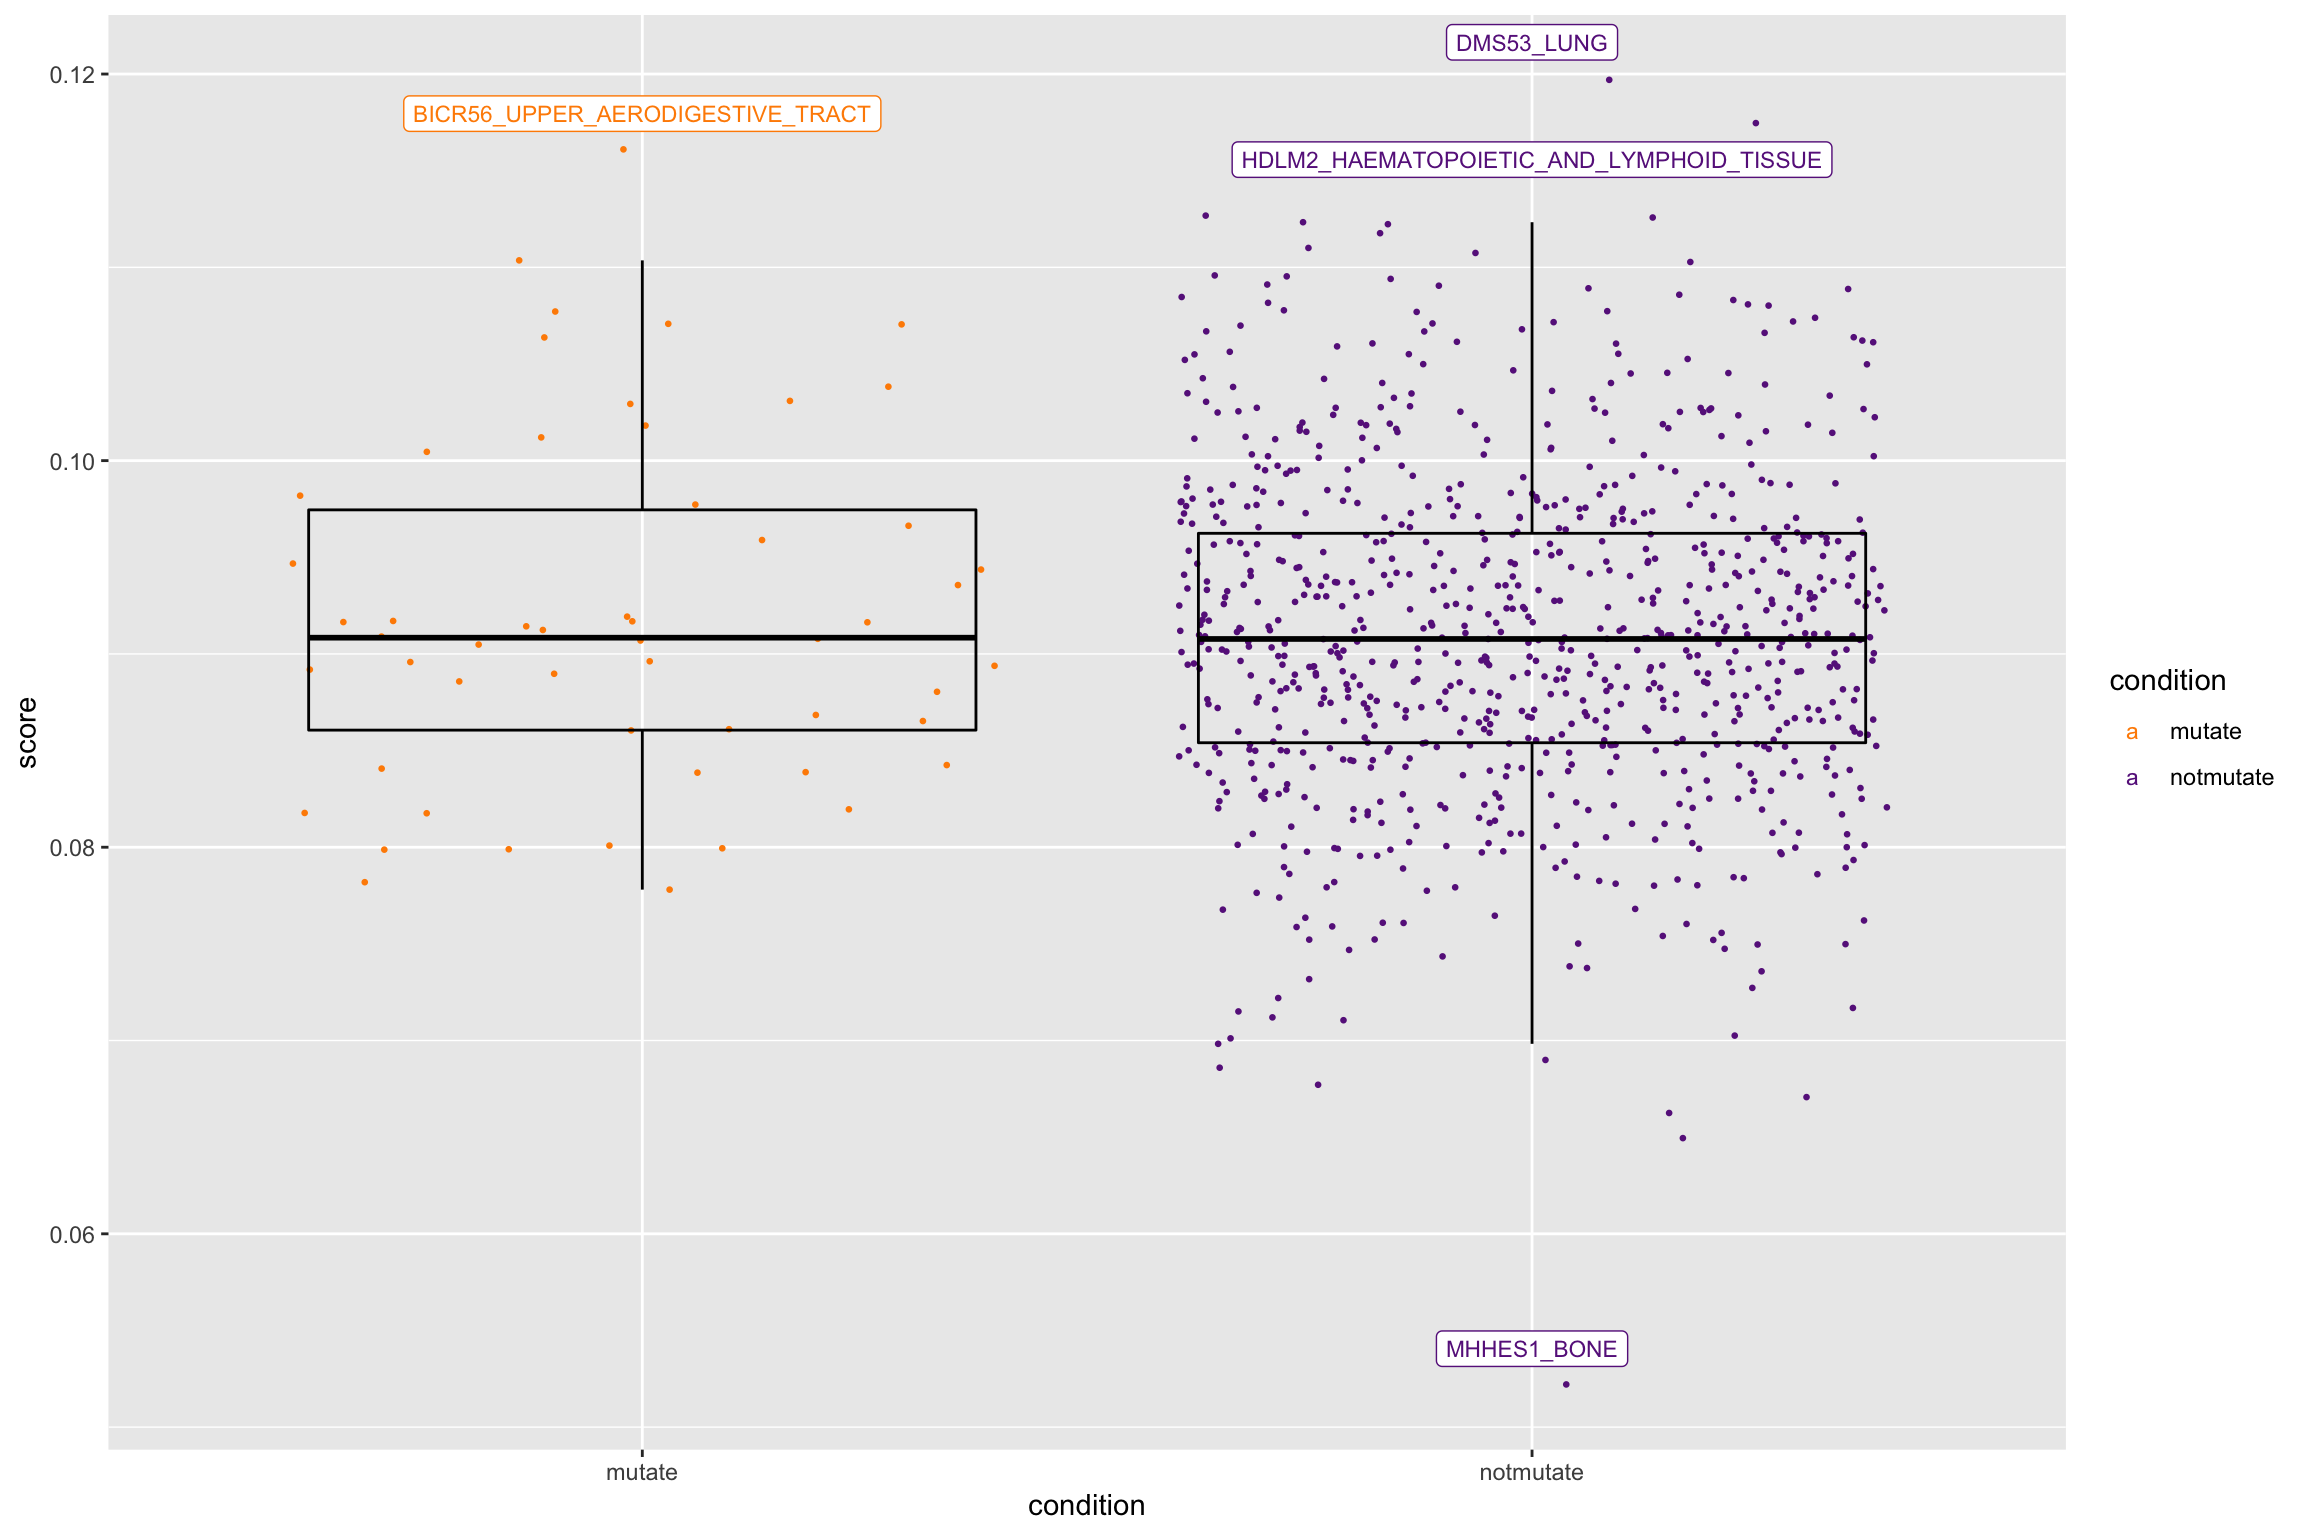 DMS53_LUNG
0.12
BICR56_UPPER_AERODIGESTIVE_TRACT
HDLM2_HAEMATOPOIETIC_AND_LYMPHOID_TISSUE
0.10
score
condition
a mutate
a notmutate
0.08
0.06
MHHES1_BONE
mutate
notmutate
condition